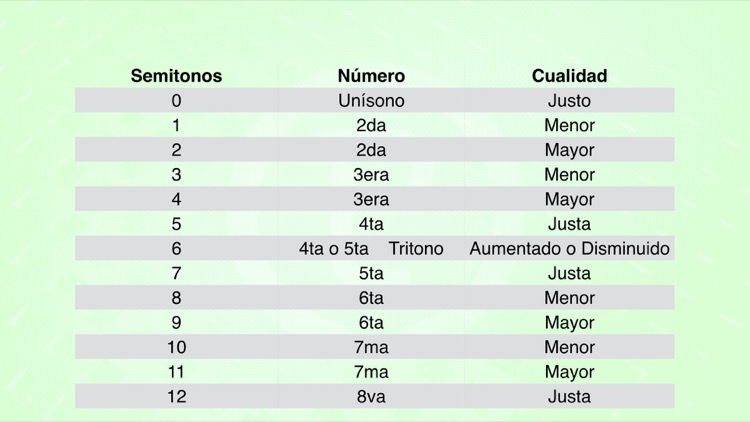 Semitonos Número Cualidad
0 Unísono Justo
1 2da Menor
2 2da Mayor
3 3era Menor
4 3era Mayor
5 4ta Justa
6 4ta o 5ta Tritono Aumentado o Disminuido
7 5ta Justa
8 6ta Menor
9 6ta Mayor
10 7ma Menor
11 7ma Mayor
12 8va Justa